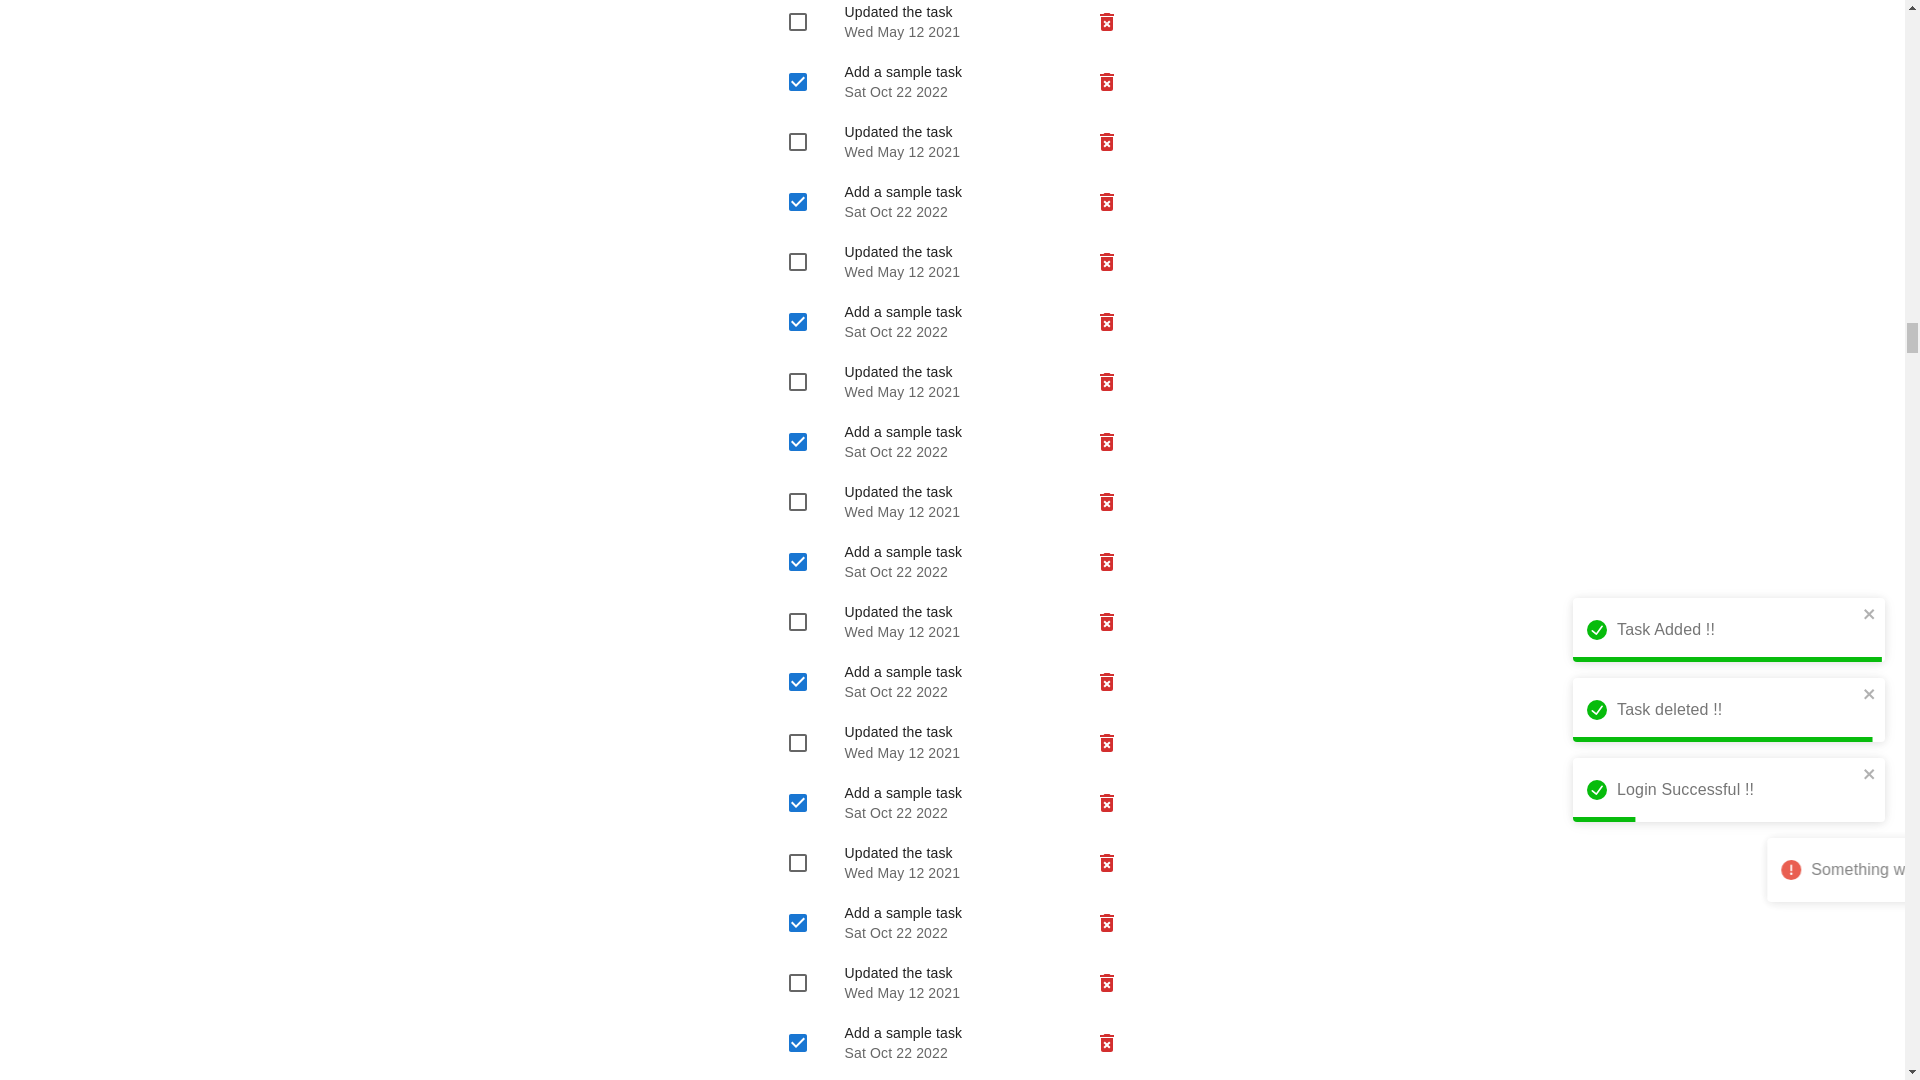 Updated the task
Wed May 12 2021
Add a sample task
Sat Oct 22 2022
Updated the task
Wed May 12 2021
Add a sample task
Sat Oct 22 2022
Updated the task
Wed May 12 2021
Add a sample task
Sat Oct 22 2022
Updated the task
Wed May 12 2021
Add a sample task
Sat Oct 22 2022
Updated the task
Wed May 12 2021
Add a sample task
Sat Oct 22 2022
Updated the task
Wed May 12 2021
Add a sample task
Sat Oct 22 2022
Updated the task
Wed May 12 2021
Add a sample task
Sat Oct 22 2022
Updated the task
Wed May 12 2021
Add a sample task
Sat Oct 22 2022
Updated the task
Wed May 12 2021
Add a sample task
Sat Oct 22 2022
Task Added !!
Task deleted !!
Login Successful !!
Something